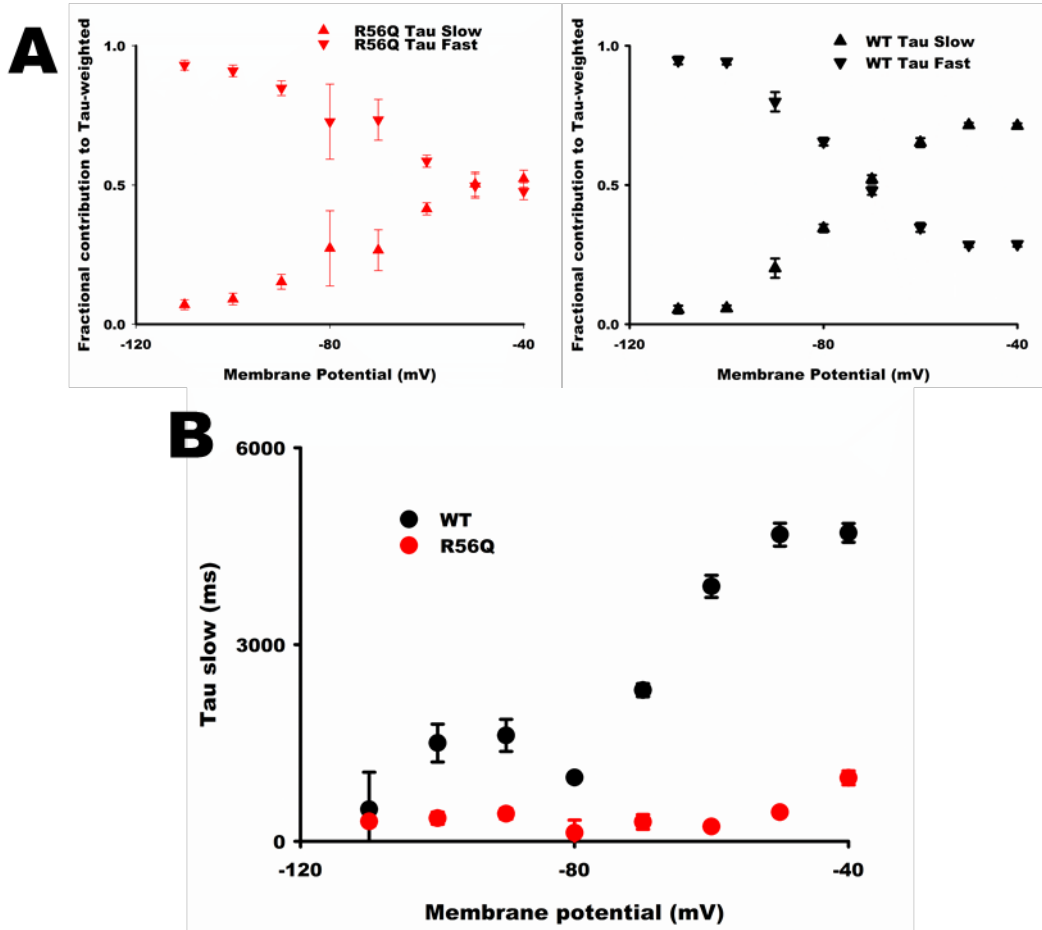 A
R56Q Tau Slow
R56Q Tau Fast
Fractional contribution to Tau-weighted
1.0
0.5
0.0
-120
-80
-40
Membrane Potential (mV)
WT Tau Slow
WT Tau Fast
Fractional contribution to Tau-weighted
1.0
0.5
0.0
-120
-80
-40
Membrane Potential (mV)
B
6000
3000
0
Tau slow (ms)
WT
R56Q
-120
-80
-40
Membrane potential (mV)